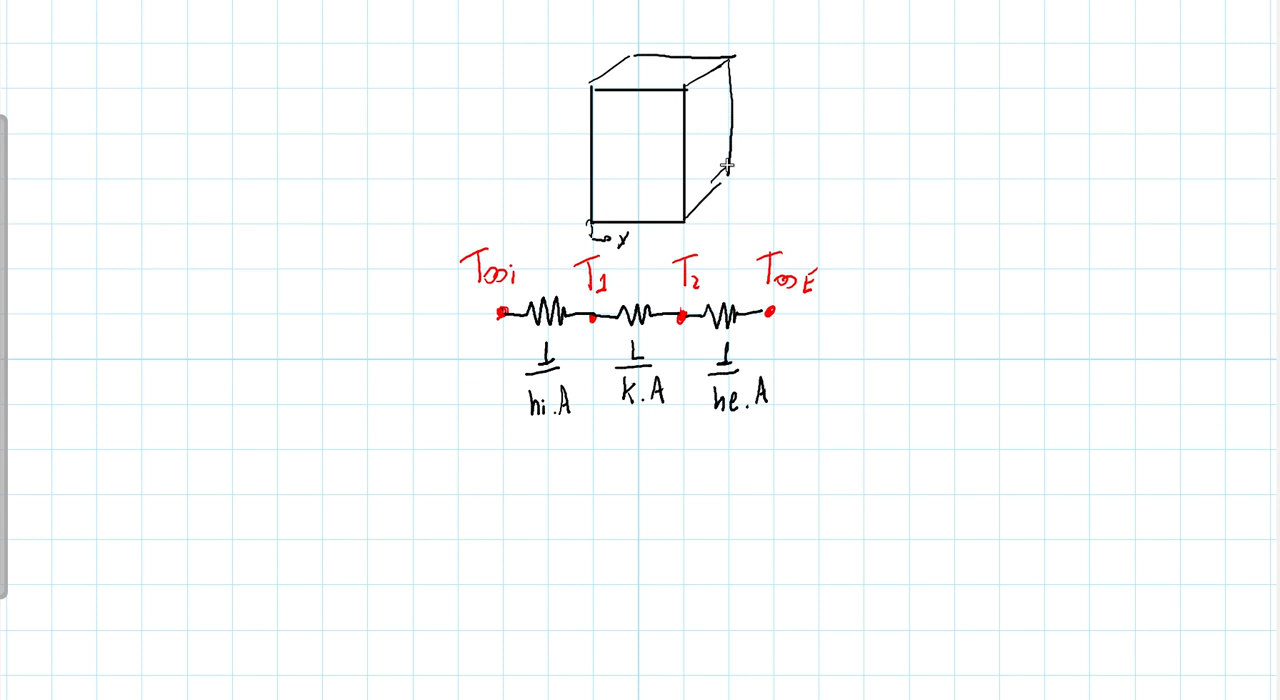 x
T∞i T1 T2 T∞E
1/hi.A L/k.A 1/he.A